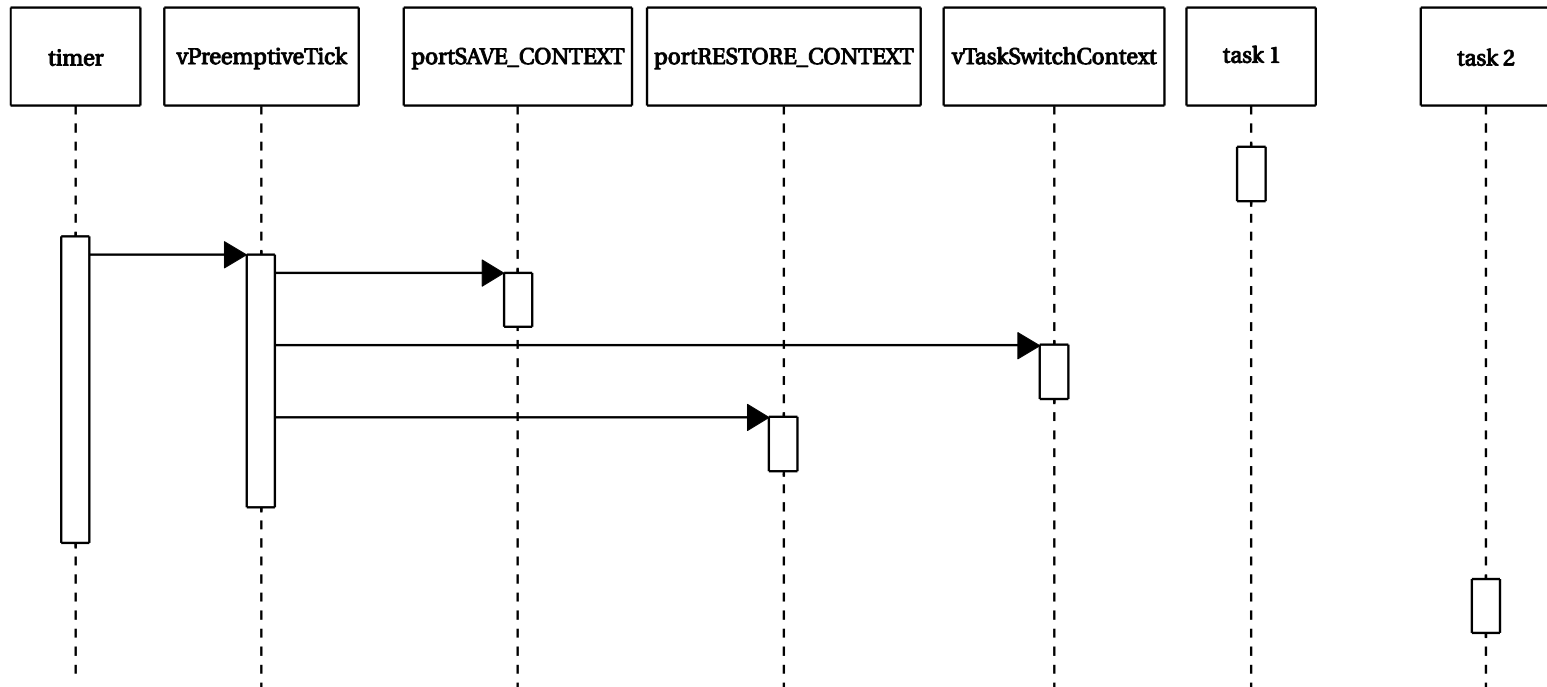 timer
vPreemptiveTick
portSAVE_CONTEXT
portRESTORE_CONTEXT
vTaskSwitchContext
task 1
task 2